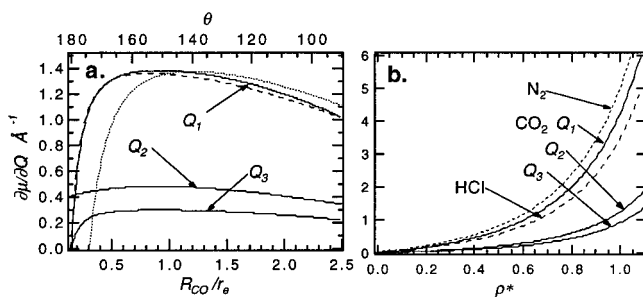 θ
180 160 140 120 100
a.
∂μ/∂Q Å⁻¹
1.4
1.2
1.0
0.8
0.6
0.4
0.2
0.0
Q₁
Q₂
Q₃
0.5 1.0 1.5 2.0 2.5
R_CO/r_e
b.
6
5
4
3
2
1
0
N₂
CO₂ Q₁
Q₂
Q₃
HCl
0.0 0.2 0.4 0.6 0.8 1.0
ρ*